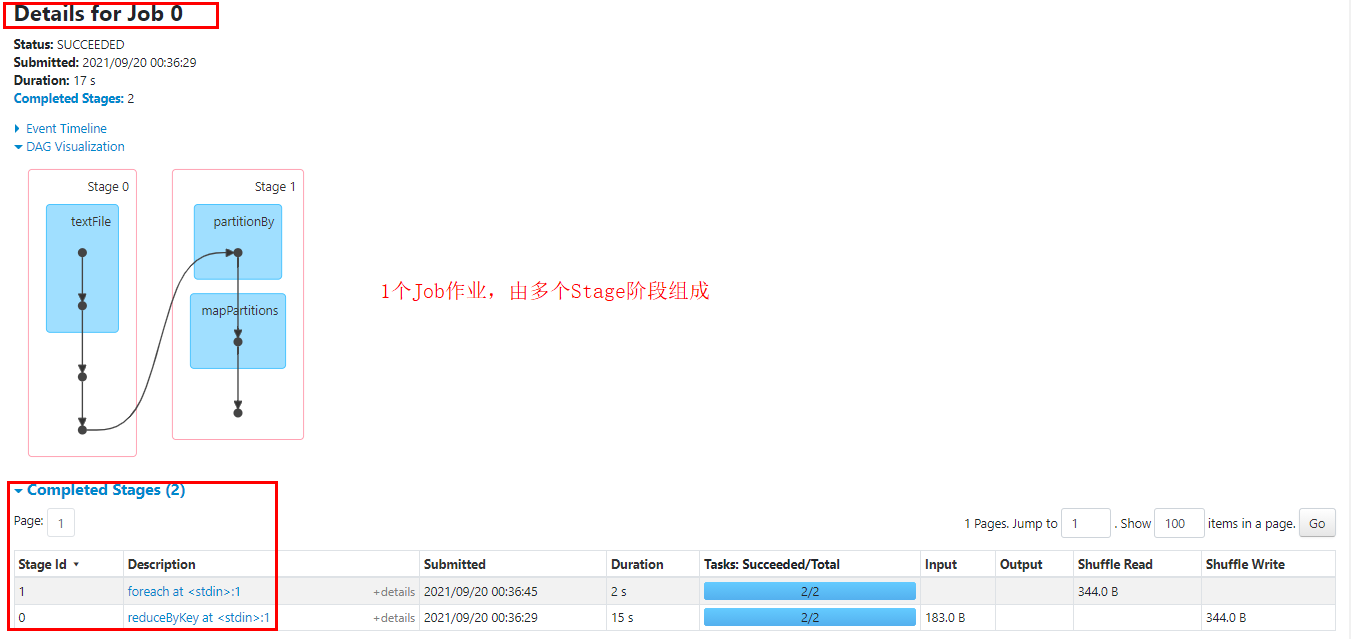 Details for Job 0
Status: SUCCEEDED
Submitted: 2021/09/20 00:36:29
Duration: 17 s
Completed Stages: 2
Event Timeline
DAG Visualization
Stage 0
Stage 1
textFile
partitionBy
mapPartitions
1个Job作业，由多个Stage阶段组成
Completed Stages (2)
Page: 1
1 Pages. Jump to 1 . Show 100 items in a page. Go
Stage Id ▾ Description Submitted Duration Tasks: Succeeded/Total Input Output Shuffle Read Shuffle Write
1 foreach at <stdin>:1 +details 2021/09/20 00:36:45 2 s 2/2 344.0 B
0 reduceByKey at <stdin>:1 +details 2021/09/20 00:36:29 15 s 2/2 183.0 B 344.0 B